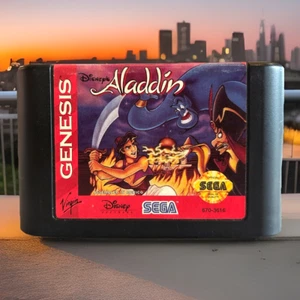 GENESIS
Disney's
Aladdin
SEGA
Virgin
Disney
SEGA